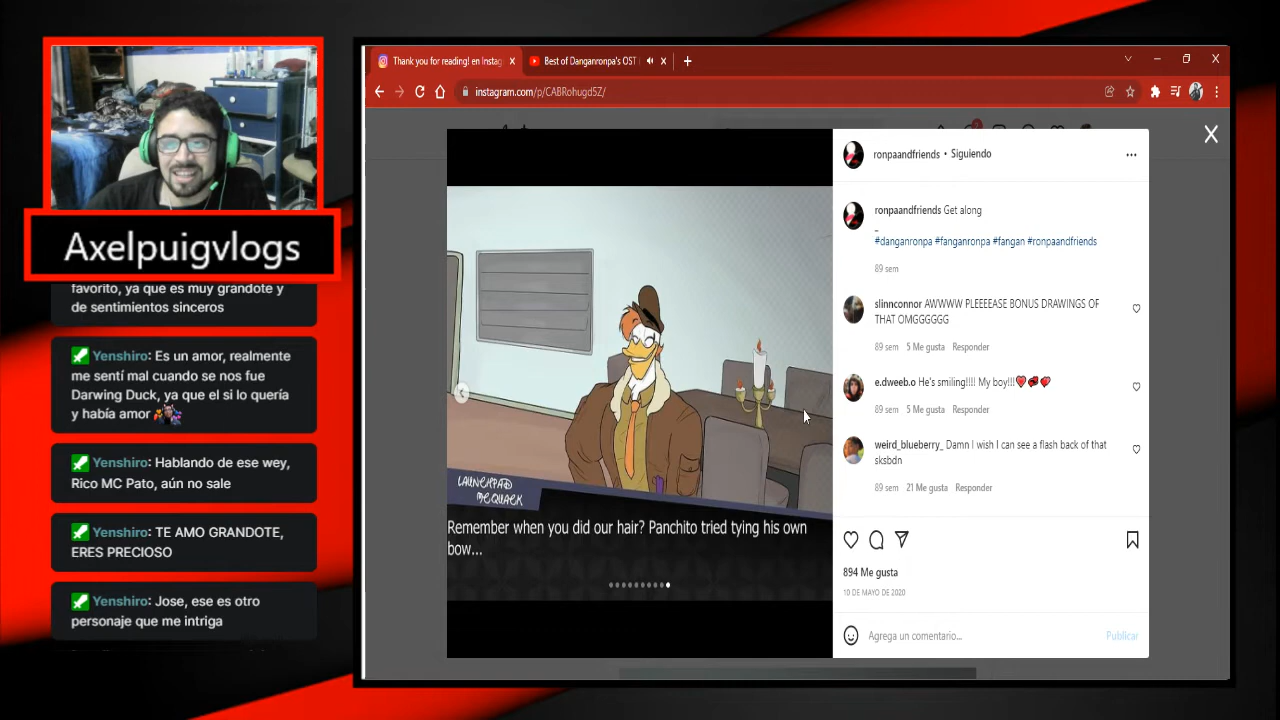 Axelpuigvlogs
favorito, ya que es muy grandote y
de sentimientos sinceros
Yenshiro: Es un amor, realmente
me sentí mal cuando se nos fue
Darwing Duck, ya que el si lo quería
y había amor
Yenshiro: Hablando de ese wey,
Rico MC Pato, aún no sale
Yenshiro: TE AMO GRANDOTE,
ERES PRECIOSO
Yenshiro: Jose, ese es otro
personaje que me intriga
Thank you for reading! en Instag
Best of Danganronpa's OST
instagram.com/p/CABRohugd5Z/
LAUNCHPAD
MCQUACK
Remember when you did our hair? Panchito tried tying his own
bow...
ronpaandfriends • Siguiendo
ronpaandfriends Get along
_
#danganronpa #fanganronpa #fangan #ronpaandfriends
89 sem
slinnconnor AWWWW PLEEEEASE BONUS DRAWINGS OF
THAT OMGGGGGG
89 sem 5 Me gusta Responder
e.dweeb.o He's smiling!!!! My boy!!!
89 sem 5 Me gusta Responder
weird_blueberry_ Damn I wish I can see a flash back of that
sksbdn
89 sem 21 Me gusta Responder
894 Me gusta
10 DE MAYO DE 2020
Agrega un comentario... Publicar